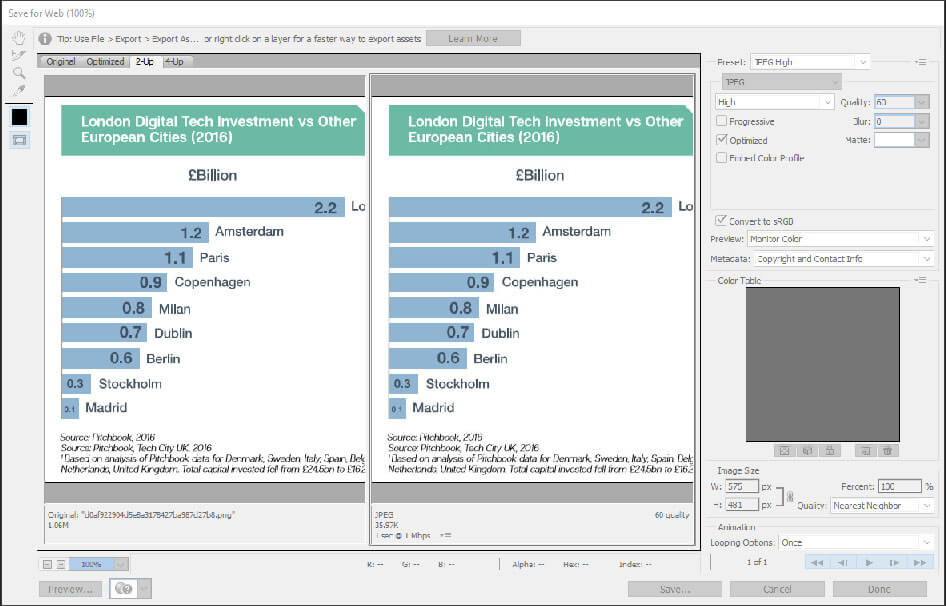 Save for Web (100%)
Tip: Use File > Export > Export As... or right click on a layer for a faster way to export assets
Learn More
Original Optimized 2-Up 4-Up
London Digital Tech Investment vs Other
European Cities (2016)
£Billion
2.2 Lo
1.2 Amsterdam
1.1 Paris
0.9 Copenhagen
0.8 Milan
0.7 Dublin
0.6 Berlin
0.3 Stockholm
0.1 Madrid
Source: Pitchbook, 2016
Source: Pitchbook, Tech City UK, 2016
Based on analysis of Pitchbook data for Denmark, Sweden, Italy, Spain, Belg
Netherlands, United Kingdom. Total capital invested fell from £24.6bn to £16.2
Original:
1.06M
London Digital Tech Investment vs Other
European Cities (2016)
£Billion
2.2 Lo
1.2 Amsterdam
1.1 Paris
0.9 Copenhagen
0.8 Milan
0.7 Dublin
0.6 Berlin
0.3 Stockholm
0.1 Madrid
Source: Pitchbook, 2016
Source: Pitchbook, Tech City UK, 2016
Based on analysis of Pitchbook data for Denmark, Sweden, Italy, Spain, Belg
Netherlands, United Kingdom. Total capital invested fell from £24.6bn to £16.2
JPEG 60 quality
35.97K
1 sec @ 1 Mbps
Preset: JPEG High
JPEG
High Quality: 60
Progressive Blur: 0
Optimized Matte:
Embed Color Profile
Convert to sRGB
Preview: Monitor Color
Metadata: Copyright and Contact Info
Color Table
Image Size
W: 575 px Percent: 100 %
H: 481 px Quality: Nearest Neighbor
Animation
Looping Options: Once
1 of 1
100% R: -- G: -- B: -- Alpha: -- Hex: -- Index: --
Preview... Save... Cancel Done